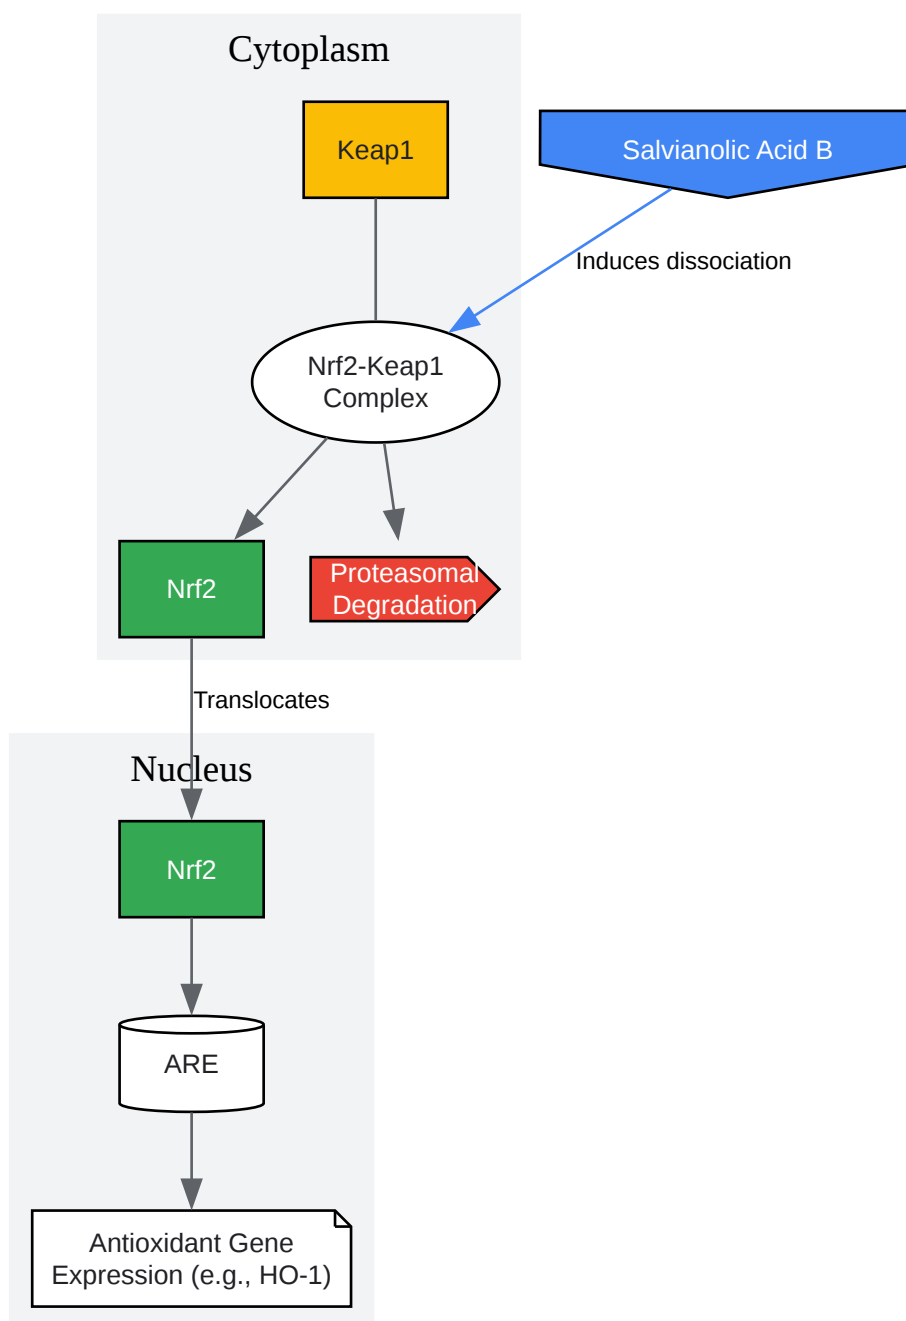 Cytoplasm
Keap1
Salvianolic Acid B
Induces dissociation
Nrf2-Keap1
Complex
Nrf2
Proteasomal
Degradation
Translocates
Nucleus
Nrf2
ARE
Antioxidant Gene
Expression (e.g., HO-1)